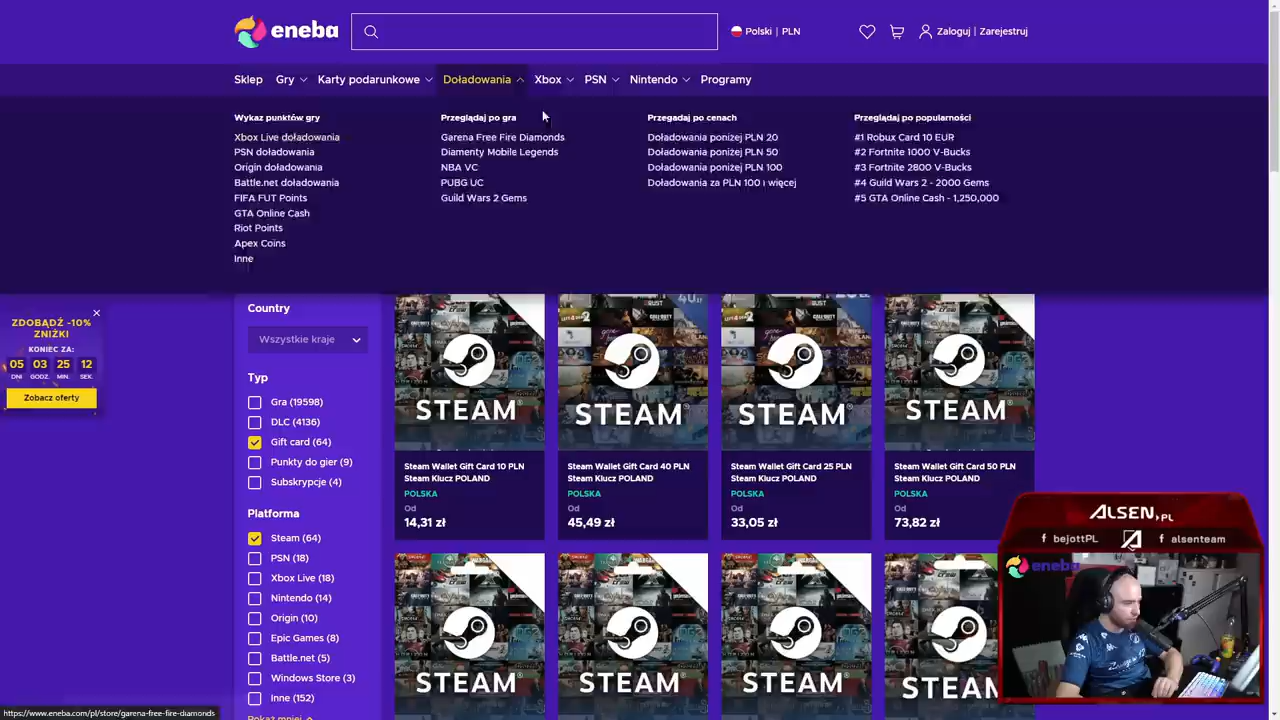 eneba
Polski | PLN
Zaloguj | Zarejestruj
Sklep
Gry
Karty podarunkowe
Doładowania
Xbox
PSN
Nintendo
Programy
Wykaz punktów gry
Xbox Live doładowania
PSN doładowania
Origin doładowania
Battle.net doładowania
FIFA FUT Points
GTA Online Cash
Riot Points
Apex Coins
Inne
Przeglądaj po gra
Garena Free Fire Diamonds
Diamenty Mobile Legends
NBA VC
PUBG UC
Guild Wars 2 Gems
Przegadaj po cenach
Doładowania poniżej PLN 20
Doładowania poniżej PLN 50
Doładowania poniżej PLN 100
Doładowania za PLN 100 i więcej
Przeglądaj po popularności
#1 Robux Card 10 EUR
#2 Fortnite 1000 V-Bucks
#3 Fortnite 2800 V-Bucks
#4 Guild Wars 2 - 2000 Gems
#5 GTA Online Cash - 1,250,000
ZDOBĄDŹ -10%
ZNIŻKI
KONIEC ZA:
05 03 25 12
DNI GODZ. MIN. SEK.
Zobacz oferty
Country
Wszystkie kraje
Typ
Gra (19598)
DLC (4136)
Gift card (64)
Punkty do gier (9)
Subskrypcje (4)
Platforma
Steam (64)
PSN (18)
Xbox Live (18)
Nintendo (14)
Origin (10)
Epic Games (8)
Battle.net (5)
Windows Store (3)
Inne (152)
Pokaż mniej
STEAM
Steam Wallet Gift Card 10 PLN
Steam Klucz POLAND
POLSKA
Od
14,31 zł
STEAM
Steam Wallet Gift Card 40 PLN
Steam Klucz POLAND
POLSKA
Od
45,49 zł
STEAM
Steam Wallet Gift Card 25 PLN
Steam Klucz POLAND
POLSKA
Od
33,05 zł
STEAM
Steam Wallet Gift Card 50 PLN
Steam Klucz POLAND
POLSKA
Od
73,82 zł
STEAM
STEAM
STEAM
STEAM
ALSEN.PL
bejottPL
alsenteam
eneba
https://www.eneba.com/pl/store/garena-free-fire-diamonds